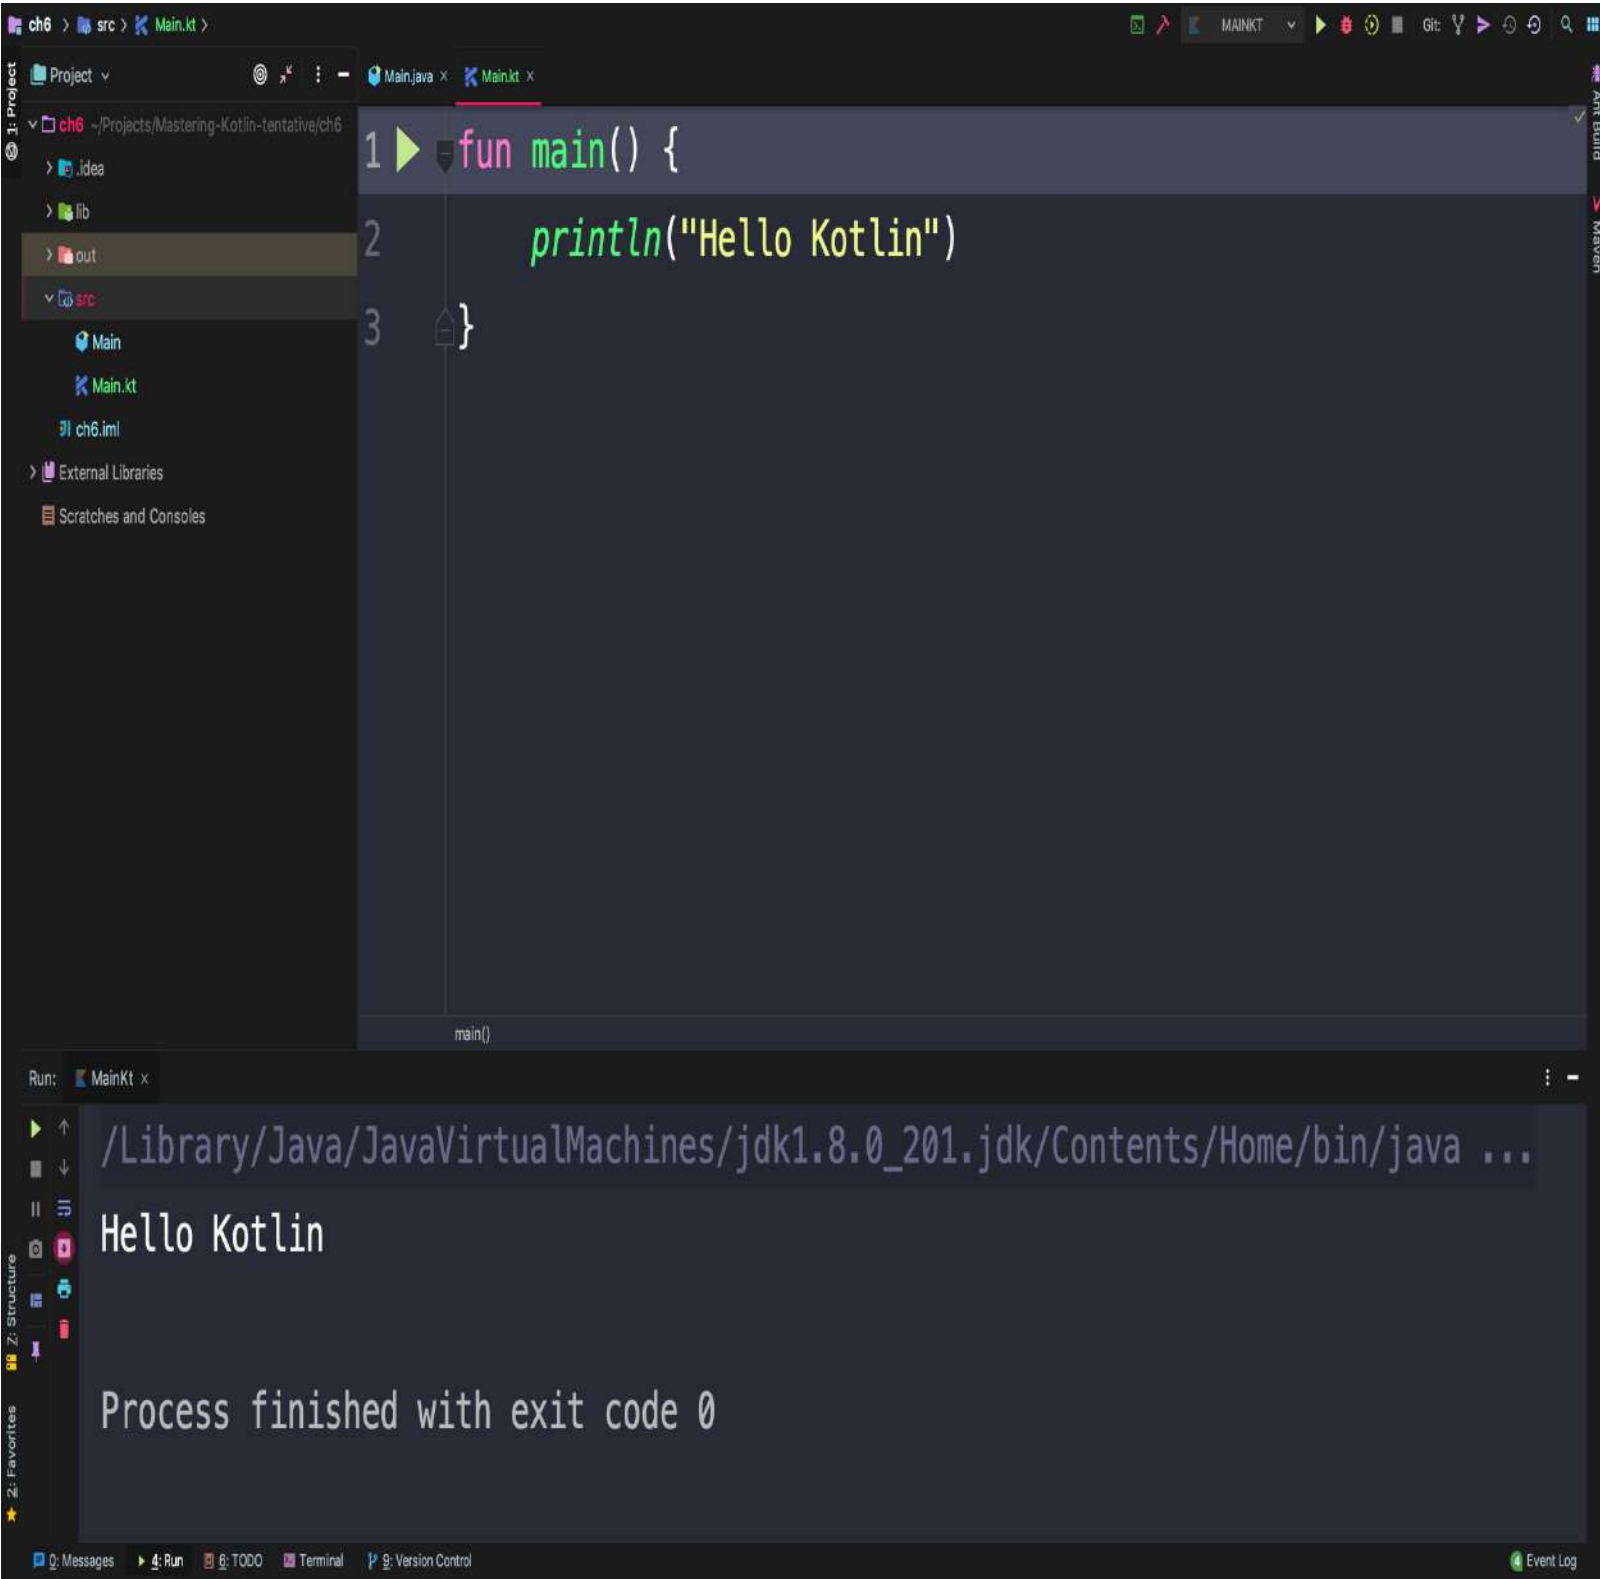 ch6 > src > Main.kt >
MAINKT
Git:
1: Project
Project
Main.java ×
Main.kt ×
Ant Build
Maven
ch6 ~/Projects/Mastering-Kotlin-tentative/ch6
.idea
lib
out
src
Main
Main.kt
ch6.iml
External Libraries
Scratches and Consoles
1 fun main() {
2 println("Hello Kotlin")
3 }
main()
Run: MainKt ×
/Library/Java/JavaVirtualMachines/jdk1.8.0_201.jdk/Contents/Home/bin/java ...
Hello Kotlin
Process finished with exit code 0
Z: Structure
2: Favorites
0: Messages 4: Run 6: TODO Terminal 9: Version Control
4 Event Log